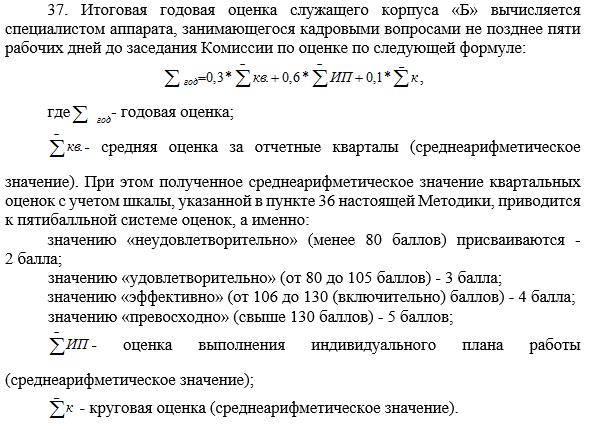 37. Итоговая годовая оценка служащего корпуса «Б» вычисляется
специалистом аппарата, занимающегося кадровыми вопросами не позднее пяти
рабочих дней до заседания Комиссии по оценке по следующей формуле:
∑ год=0,3* ∑̄ кв. + 0,6* ∑̄ ИП + 0,1* ∑̄ к ,
где ∑ год- годовая оценка;
∑̄ кв.- средняя оценка за отчетные кварталы (среднеарифметическое
значение). При этом полученное среднеарифметическое значение квартальных
оценок с учетом шкалы, указанной в пункте 36 настоящей Методики, приводится
к пятибалльной системе оценок, а именно:
значению «неудовлетворительно» (менее 80 баллов) присваиваются -
2 балла;
значению «удовлетворительно» (от 80 до 105 баллов) - 3 балла;
значению «эффективно» (от 106 до 130 (включительно) баллов) - 4 балла;
значению «превосходно» (свыше 130 баллов) - 5 баллов;
∑̄ ИП - оценка выполнения индивидуального плана работы
(среднеарифметическое значение);
∑̄ к - круговая оценка (среднеарифметическое значение).